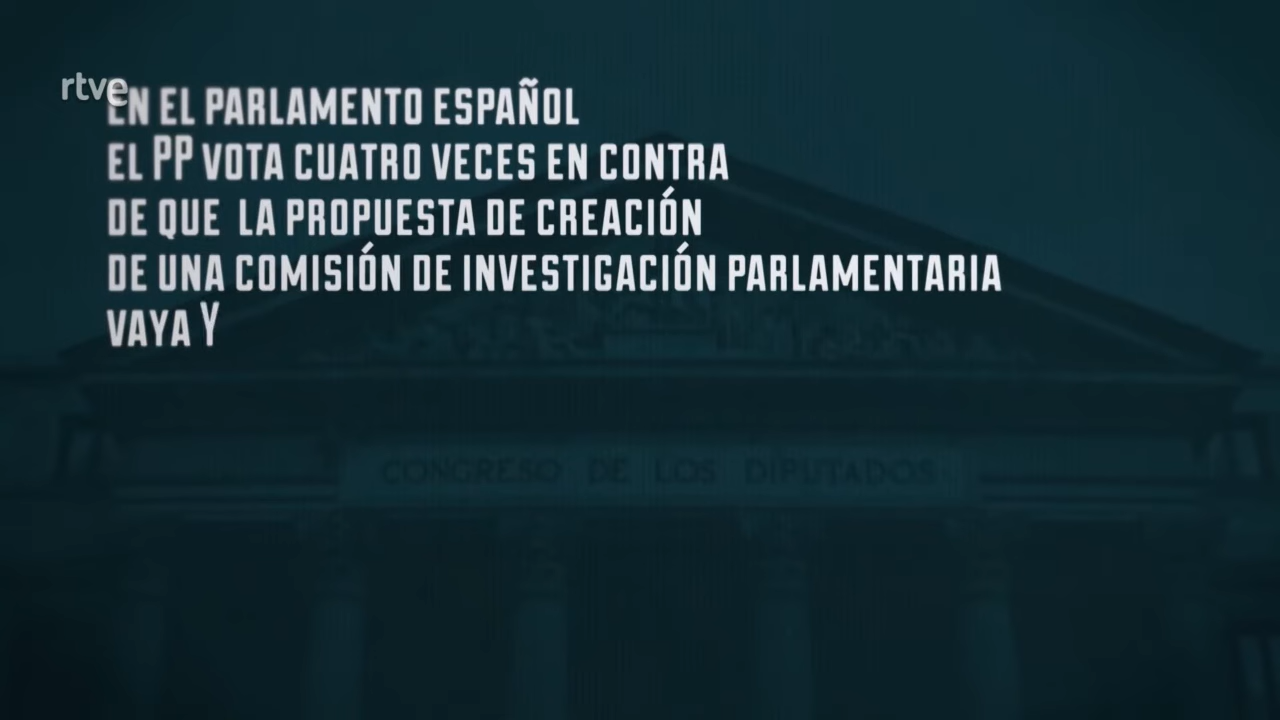 rtve
EN EL PARLAMENTO ESPAÑOL
EL PP VOTA CUATRO VECES EN CONTRA
DE QUE LA PROPUESTA DE CREACIÓN
DE UNA COMISIÓN DE INVESTIGACIÓN PARLAMENTARIA
VAYA Y
CONGRESO DE LOS DIPUTADOS